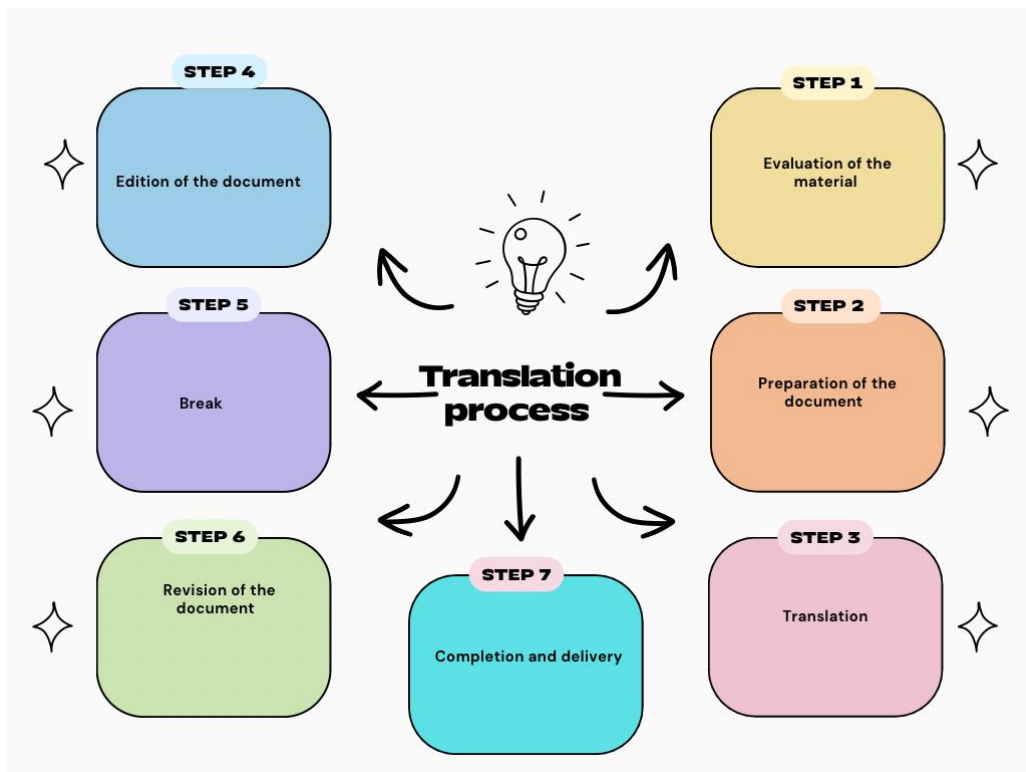 Translation
process
STEP 1
Evaluation of the
material
STEP 2
Preparation of the
document
STEP 3
Translation
STEP 4
Edition of the document
STEP 5
Break
STEP 6
Revision of the
document
STEP 7
Completion and delivery